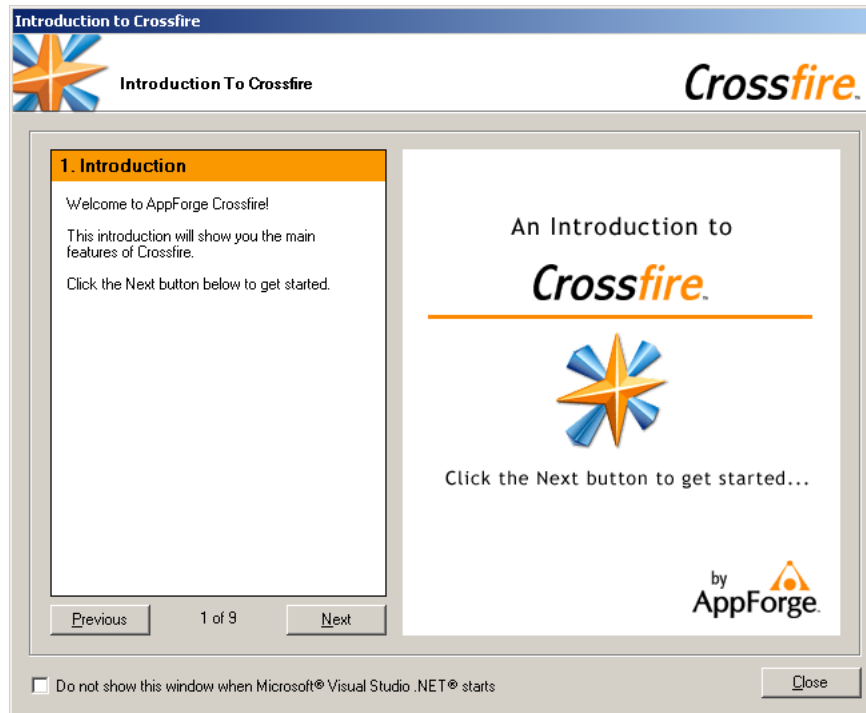 Introduction to Crossfire
Introduction To Crossfire
Crossfire™
1. Introduction
Welcome to AppForge Crossfire!
This introduction will show you the main
features of Crossfire.
Click the Next button below to get started.
An Introduction to
Crossfire™
Click the Next button to get started...
by
AppForge
Previous
1 of 9
Next
Do not show this window when Microsoft® Visual Studio .NET® starts
Close